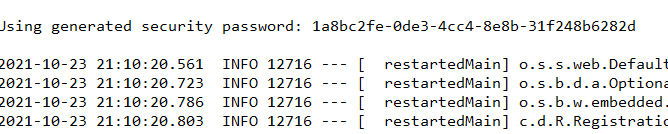 Using generated security password: 1a8bc2fe-0de3-4cc4-8e8b-31f248b6282d
2021-10-23 21:10:20.561  INFO 12716 --- [  restartedMain] o.s.s.web.Default
2021-10-23 21:10:20.723  INFO 12716 --- [  restartedMain] o.s.b.d.a.Optiona
2021-10-23 21:10:20.786  INFO 12716 --- [  restartedMain] o.s.b.w.embedded.
2021-10-23 21:10:20.803  INFO 12716 --- [  restartedMain] c.d.R.Registratio